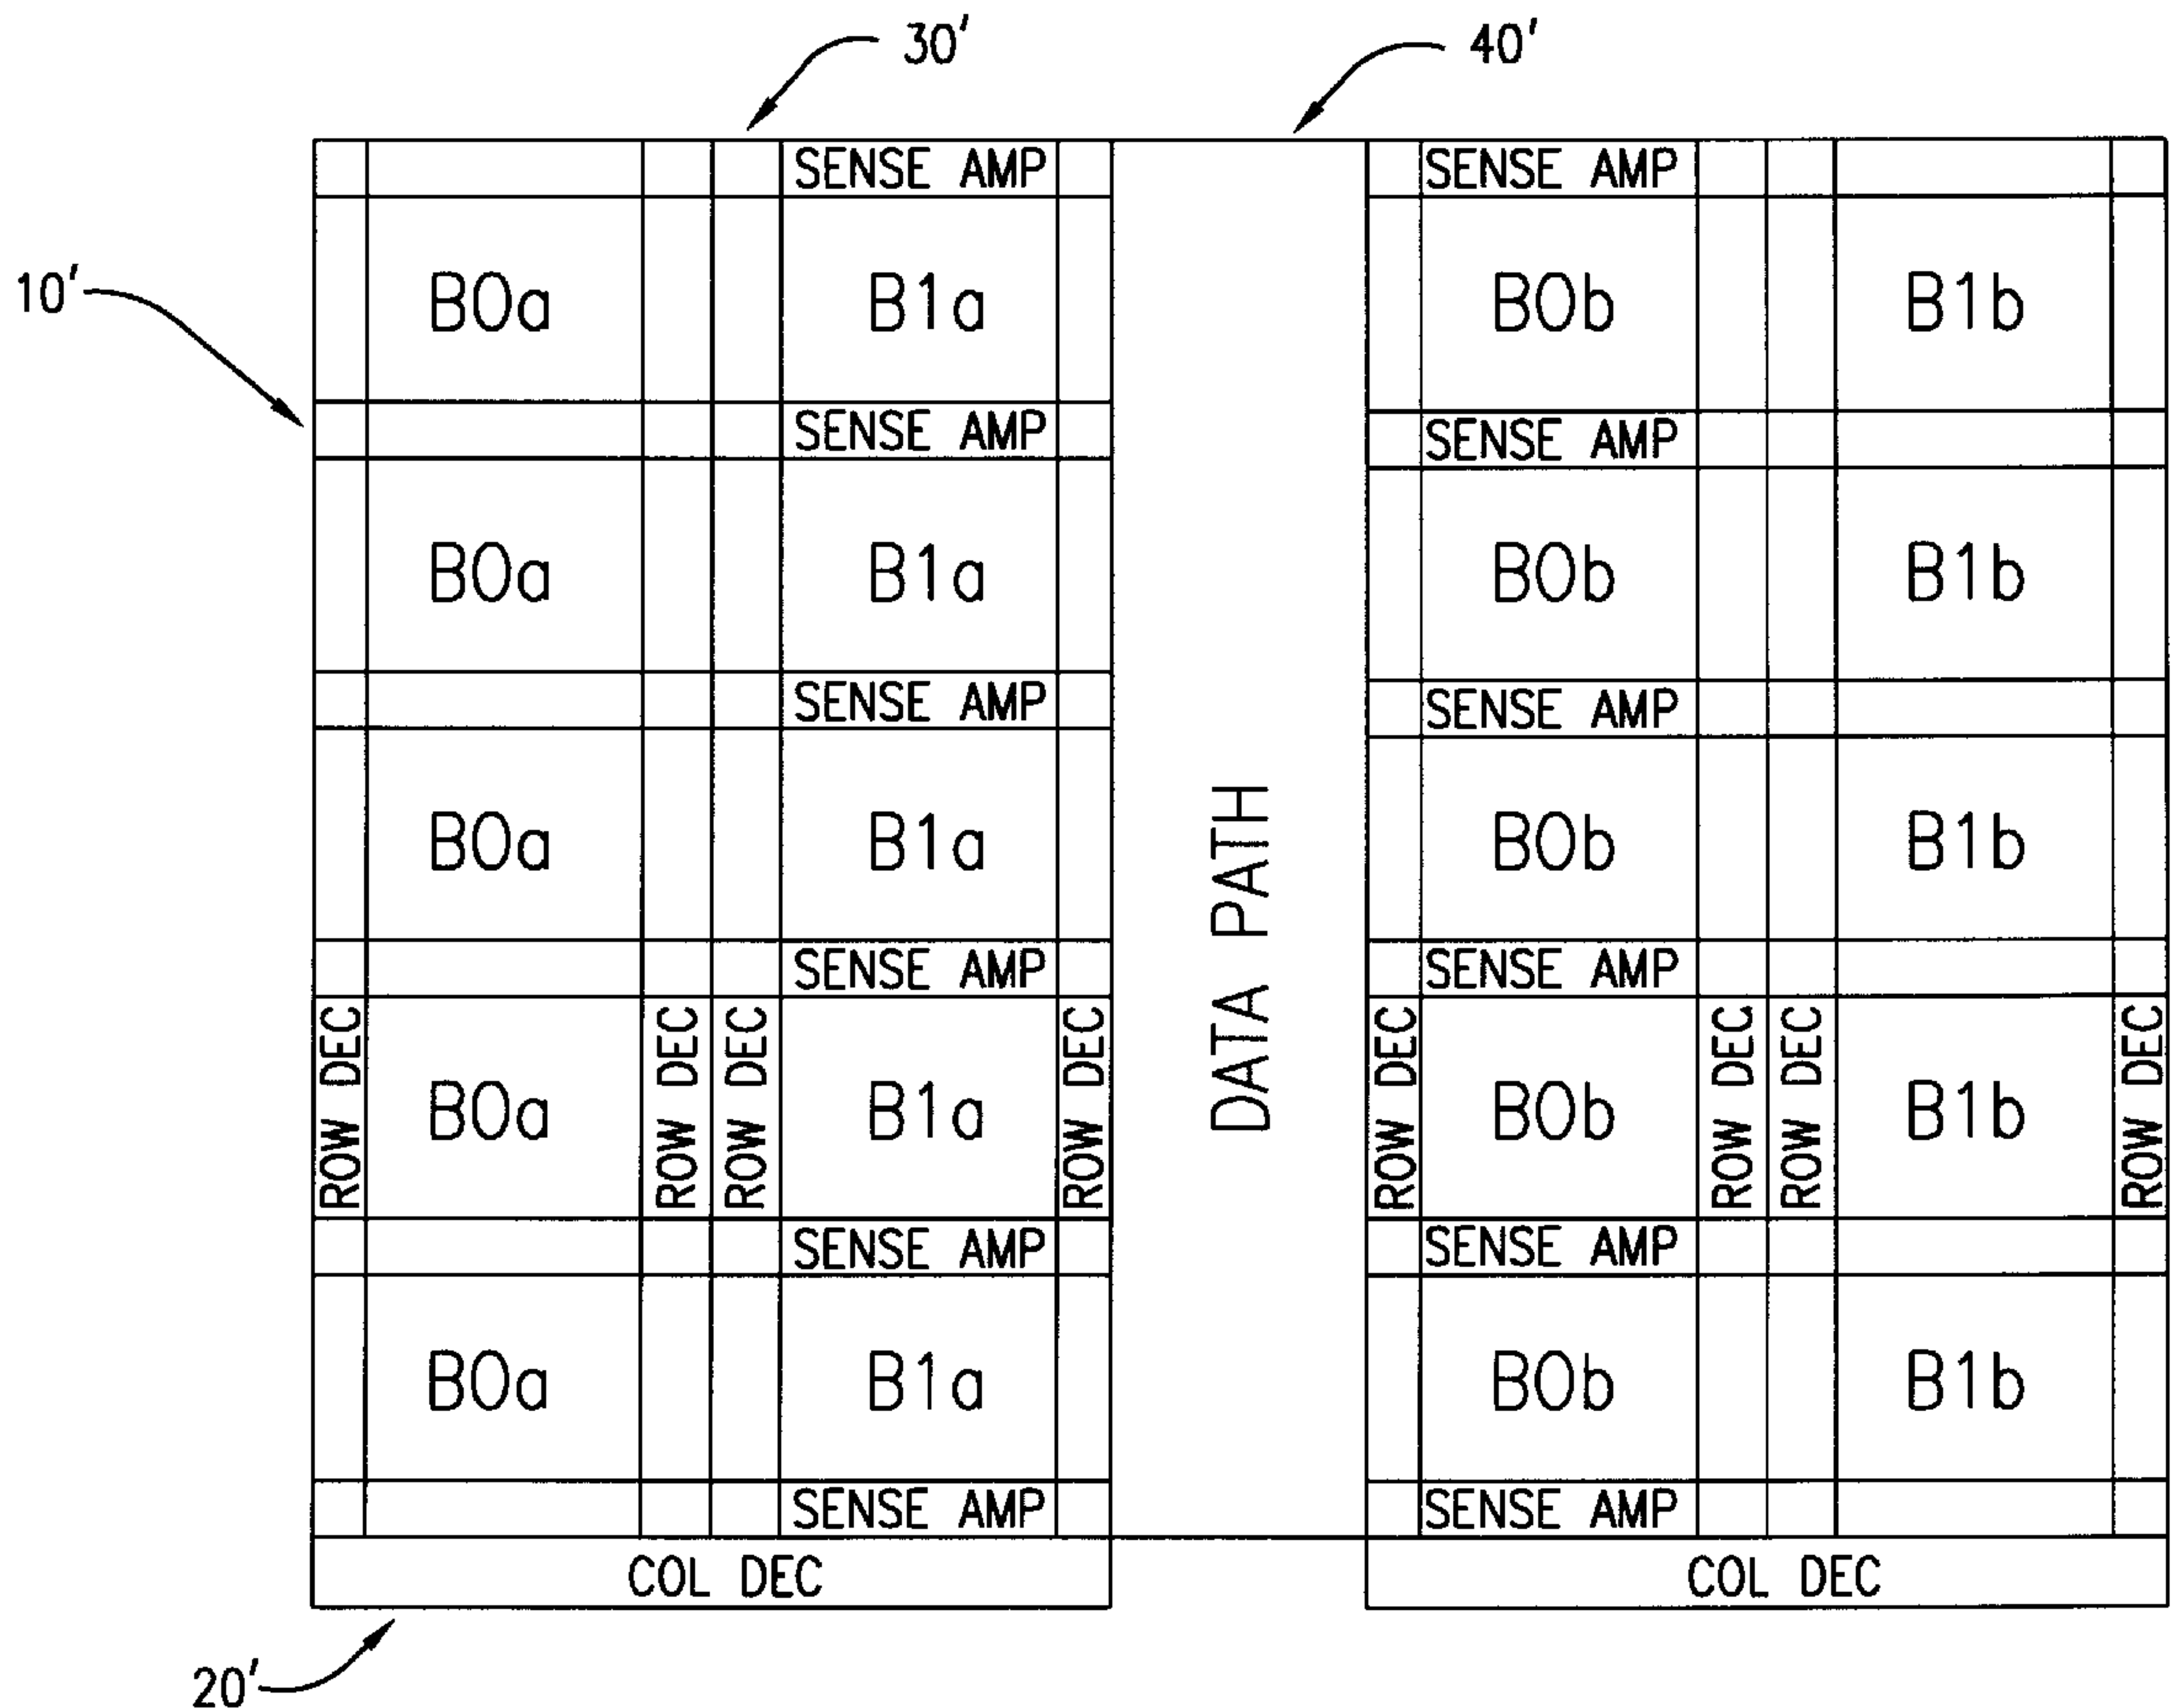 30' 40'
SENSE AMP SENSE AMP
10' B0a B1a B0b B1b
SENSE AMP SENSE AMP
B0a B1a B0b B1b
SENSE AMP SENSE AMP
B0a B1a B0b B1b
DATA PATH
SENSE AMP SENSE AMP
ROW DEC B0a ROW DEC ROW DEC B1a ROW DEC ROW DEC B0b ROW DEC ROW DEC B1b ROW DEC
SENSE AMP SENSE AMP
B0a B1a B0b B1b
SENSE AMP SENSE AMP
COL DEC COL DEC
20'